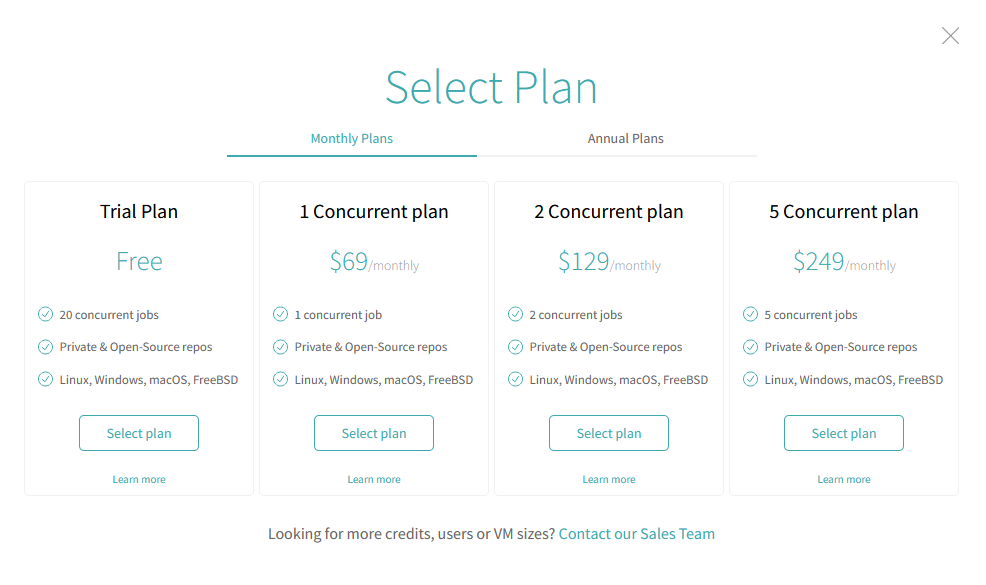 Select Plan
Monthly Plans
Annual Plans
Trial Plan
Free
20 concurrent jobs
Private & Open-Source repos
Linux, Windows, macOS, FreeBSD
Select plan
Learn more
1 Concurrent plan
$69/monthly
1 concurrent job
Private & Open-Source repos
Linux, Windows, macOS, FreeBSD
Select plan
Learn more
2 Concurrent plan
$129/monthly
2 concurrent jobs
Private & Open-Source repos
Linux, Windows, macOS, FreeBSD
Select plan
Learn more
5 Concurrent plan
$249/monthly
5 concurrent jobs
Private & Open-Source repos
Linux, Windows, macOS, FreeBSD
Select plan
Learn more
Looking for more credits, users or VM sizes? Contact our Sales Team